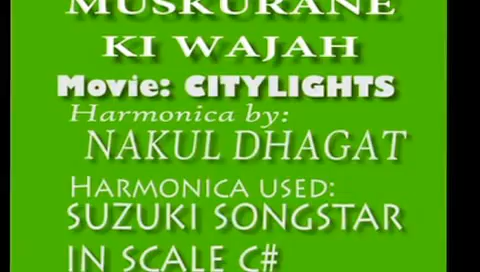 MUSKURANE
KI WAJAH
Movie: CITYLIGHTS
Harmonica by:
NAKUL DHAGAT
HARMONICA USED:
SUZUKI SONGSTAR
IN SCALE C#